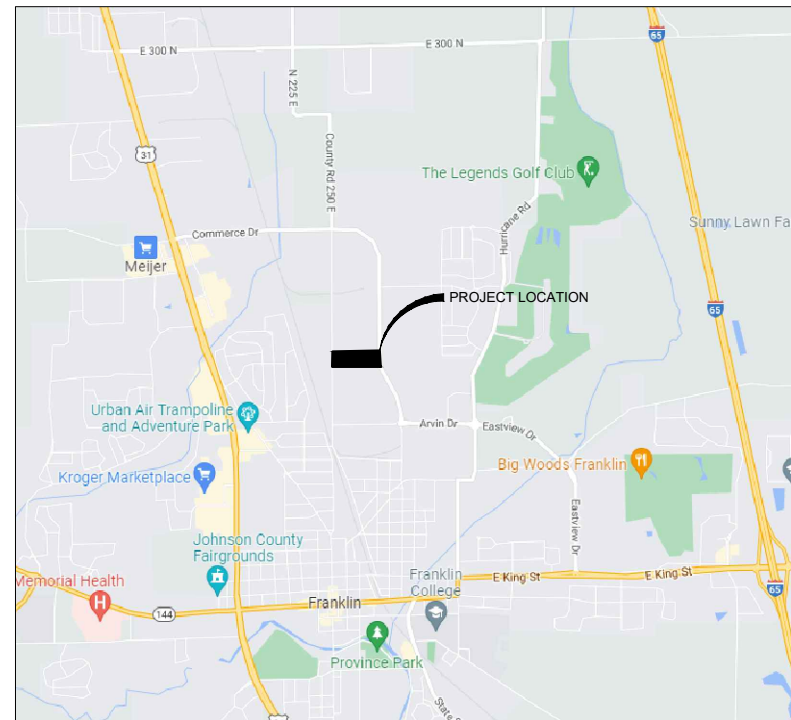 65
E 300 N
E 300 N
N 225 E
County Rd 250 E
31
The Legends Golf Club
Hurricane Rd
Sunny Lawn Fa
Commerce Dr
Meijer
PROJECT LOCATION
65
Urban Air Trampoline
and Adventure Park
Arvin Dr
Eastview Dr
Big Woods Franklin
Kroger Marketplace
Eastview Dr
Johnson County
Fairgrounds
Memorial Health
Franklin
College
E King St
E King St
65
144
Franklin
Province Park
State S